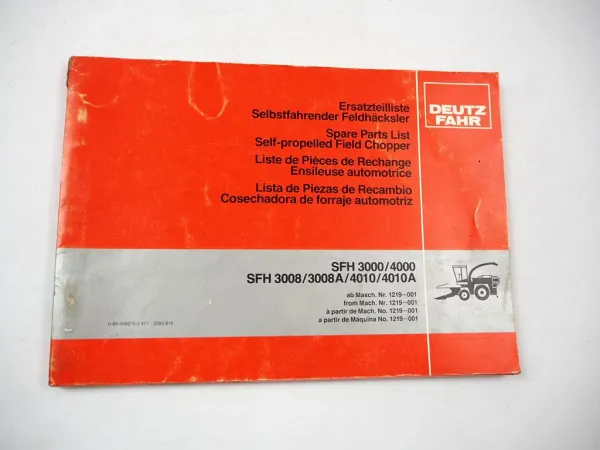 Ersatzteilliste
Selbstfahrender Feldhäcksler
Spare Parts List
Self-propelled Field Chopper
Liste de Pièces de Rechange
Ensileuse automotrice
Lista de Piezas de Recambio
Cosechadora de forraje automotriz
DEUTZ
FAHR
SFH 3000/4000
SFH 3008/3008A/4010/4010A
ab Masch. Nr. 1219-001
from Mach. Nr. 1219-001
à partir de Mach. No. 1219-001
a partir de Máquina No. 1219-001